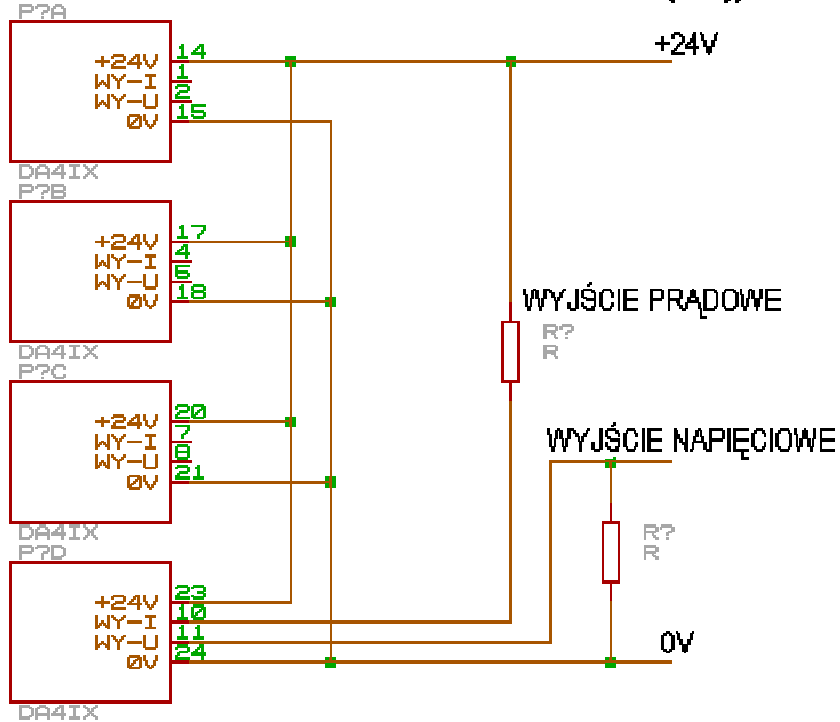 P?A
+24V 14
WY-I 1
WY-U 2
0V 15
+24V
DA4IX
P?B
+24V 17
WY-I 4
WY-U 5
0V 18
WYJŚCIE PRĄDOWE
R?
R
DA4IX
P?C
+24V 20
WY-I 7
WY-U 8
0V 21
WYJŚCIE NAPIĘCIOWE
R?
R
DA4IX
P?D
+24V 23
WY-I 10
WY-U 11
0V 24
0V
DA4IX